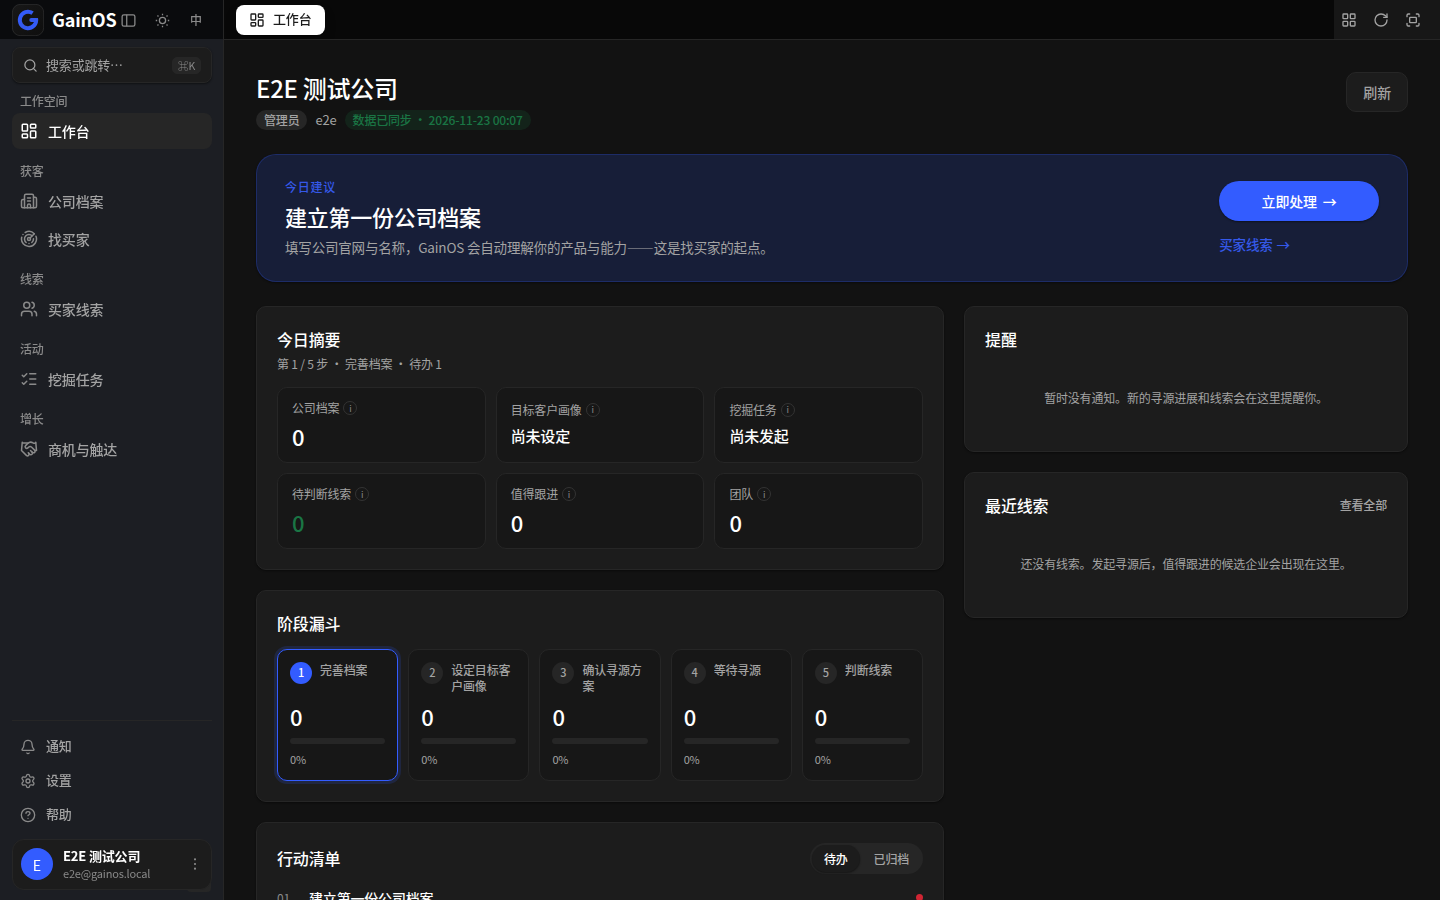 GainOS
中
搜索或跳转…
⌘K
工作空间
工作台
获客
公司档案
找买家
线索
买家线索
活动
挖掘任务
增长
商机与触达
通知
设置
帮助
E
E2E 测试公司
e2e@gainos.local
工作台
E2E 测试公司
管理员
e2e
数据已同步 · 2026-11-23 00:07
刷新
今日建议
建立第一份公司档案
填写公司官网与名称，GainOS 会自动理解你的产品与能力——这是找买家的起点。
立即处理 →
买家线索 →
今日摘要
第 1 / 5 步 · 完善档案 · 待办 1
公司档案
0
目标客户画像
尚未设定
挖掘任务
尚未发起
待判断线索
0
值得跟进
0
团队
0
提醒
暂时没有通知。新的寻源进展和线索会在这里提醒你。
最近线索
查看全部
还没有线索。发起寻源后，值得跟进的候选企业会出现在这里。
阶段漏斗
1
完善档案
0
0%
2
设定目标客
户画像
0
0%
3
确认寻源方
案
0
0%
4
等待寻源
0
0%
5
判断线索
0
0%
行动清单
待办
已归档
01
建立第一份公司档案